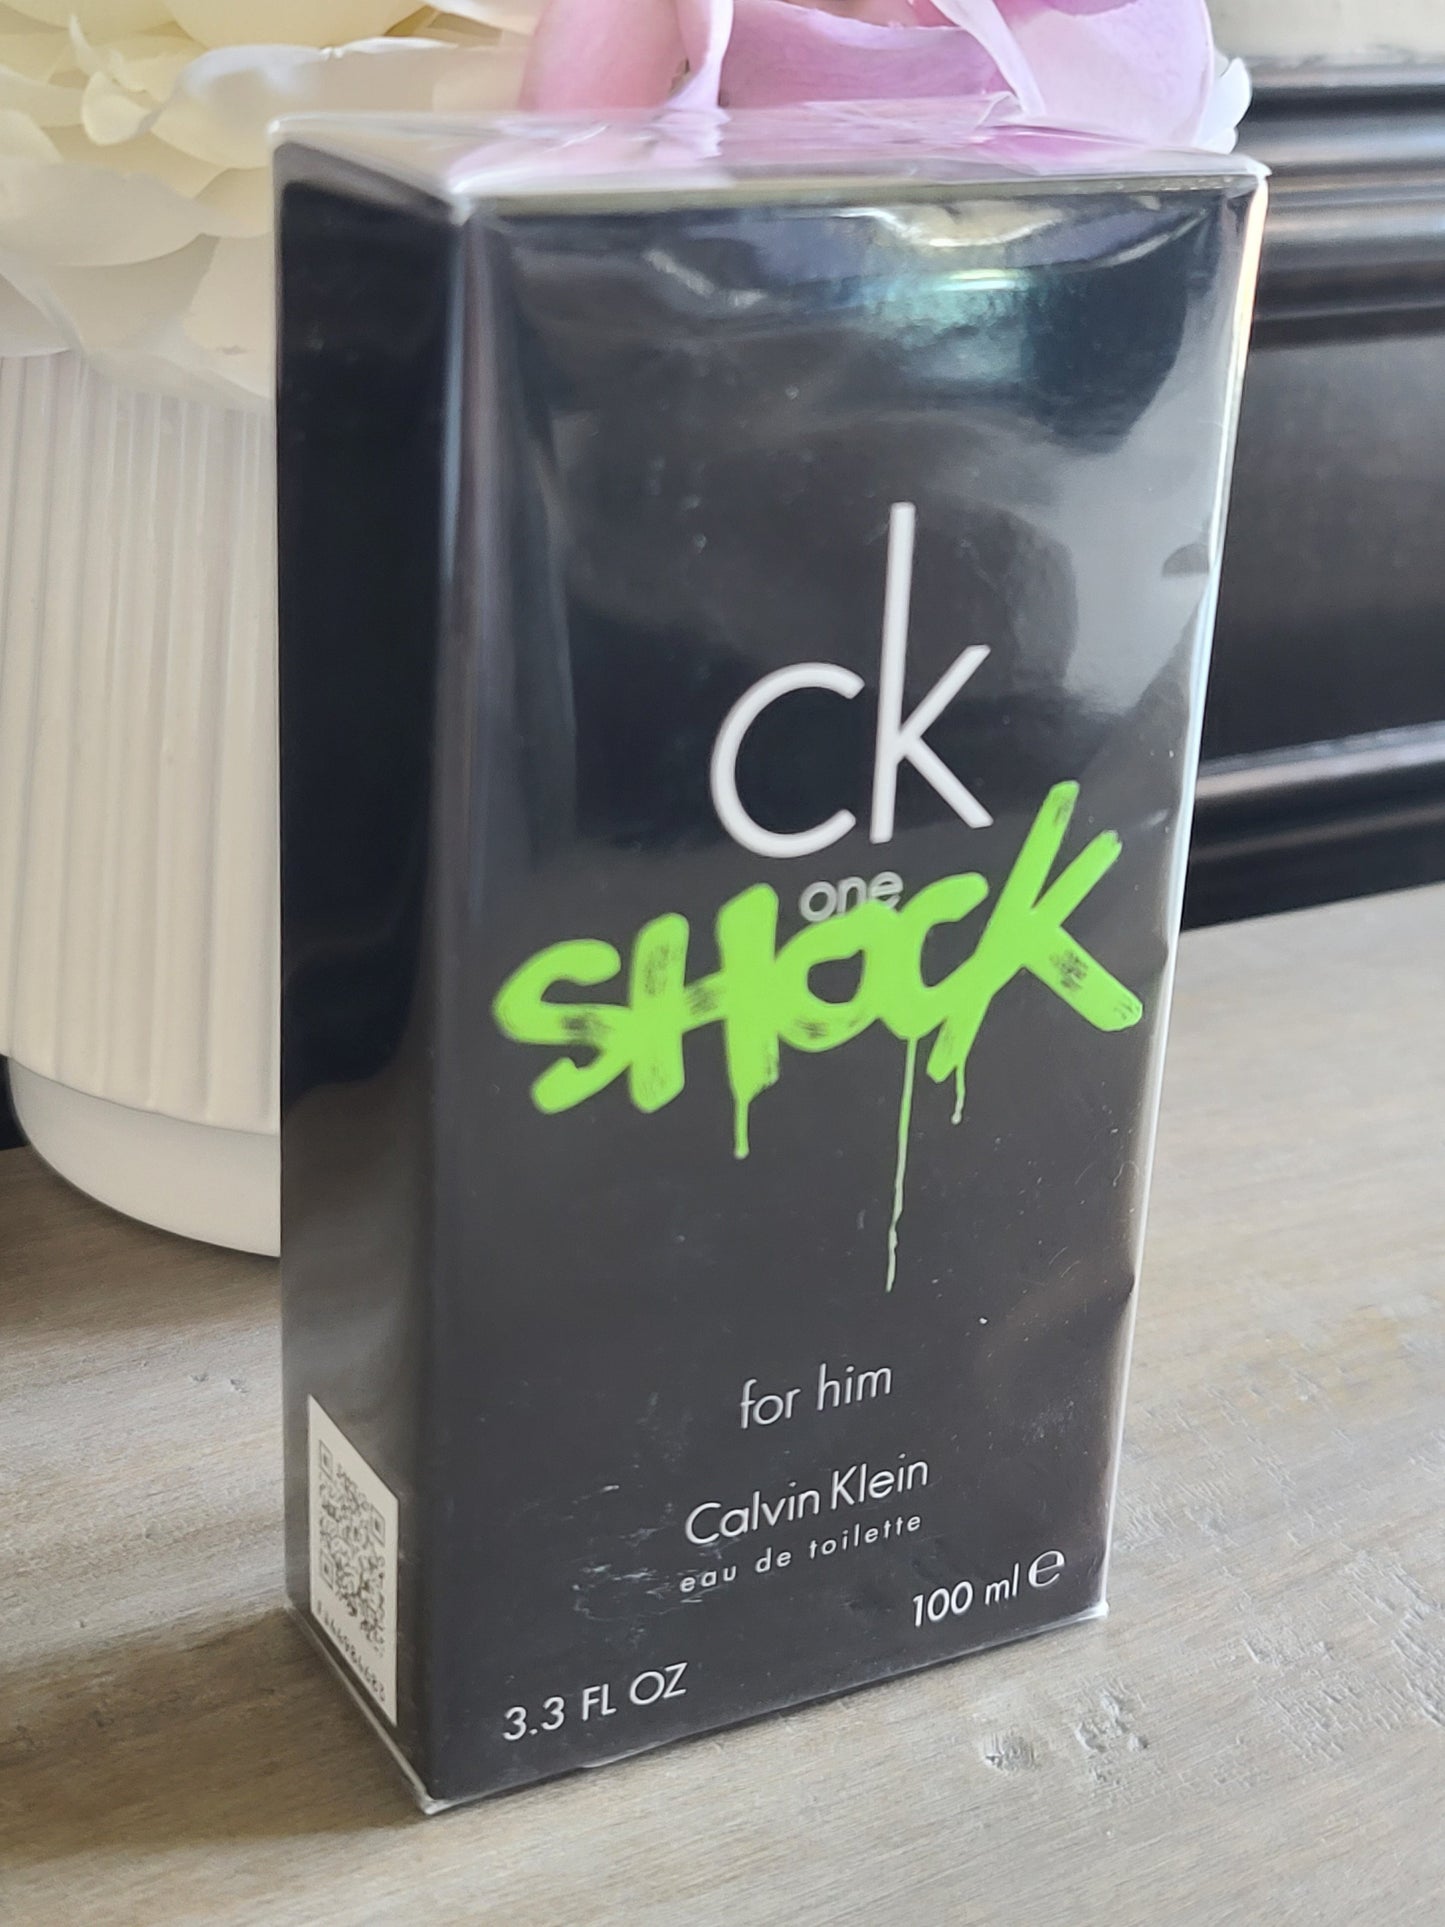 ck
one
SHOCK
for him
Calvin Klein
eau de toilette
100 ml e
3.3 FL OZ